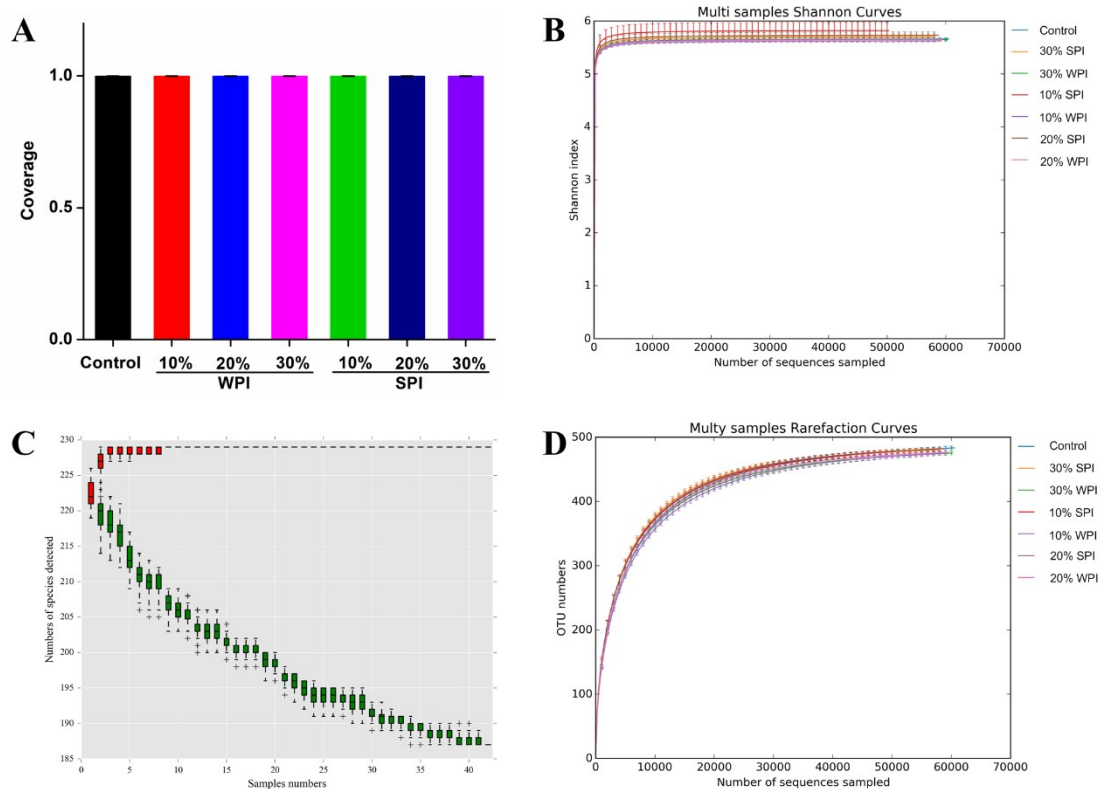 A
Coverage
1.0
0.5
0.0
Control 10% 20% 30% 10% 20% 30%
WPI SPI
B
Multi samples Shannon Curves
Shannon index
6
5
4
3
2
1
0
0 10000 20000 30000 40000 50000 60000 70000
Number of sequences sampled
Control
30% SPI
30% WPI
10% SPI
10% WPI
20% SPI
20% WPI
C
Numbers of species detected
230
225
220
215
210
205
200
195
190
185
0 5 10 15 20 25 30 35 40
Samples numbers
D
Multy samples Rarefaction Curves
OTU numbers
500
400
300
200
100
0
0 10000 20000 30000 40000 50000 60000 70000
Number of sequences sampled
Control
30% SPI
30% WPI
10% SPI
10% WPI
20% SPI
20% WPI